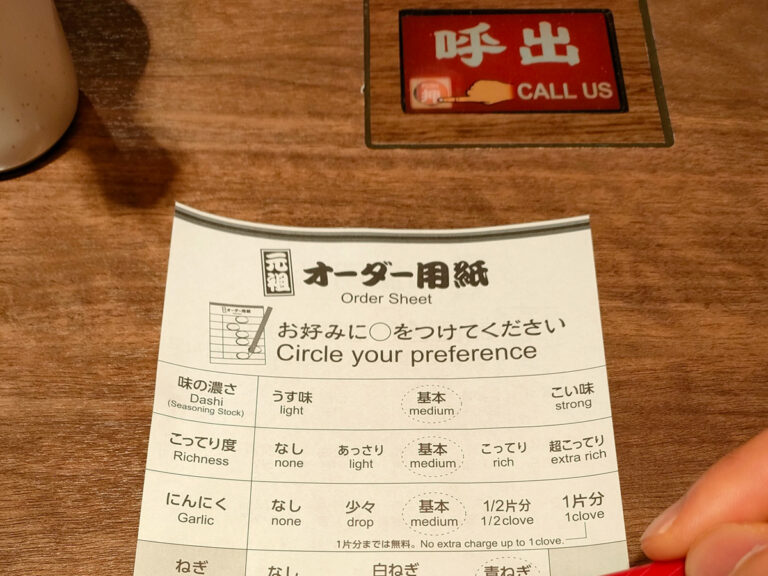 呼出
押 CALL US
元祖 オーダー用紙
Order Sheet
オーダー用紙
お好みに○をつけてください
Circle your preference
味の濃さ うす味 基本 こい味
Dashi light medium strong
(Seasoning Stock)
こってり度 なし あっさり 基本 こってり 超こってり
Richness none light medium rich extra rich
にんにく なし 少々 基本 1/2片分 1片分
Garlic none drop medium 1/2clove 1clove
1片分までは無料。No extra charge up to 1clove.
ねぎ なし 白ねぎ 青ねぎ